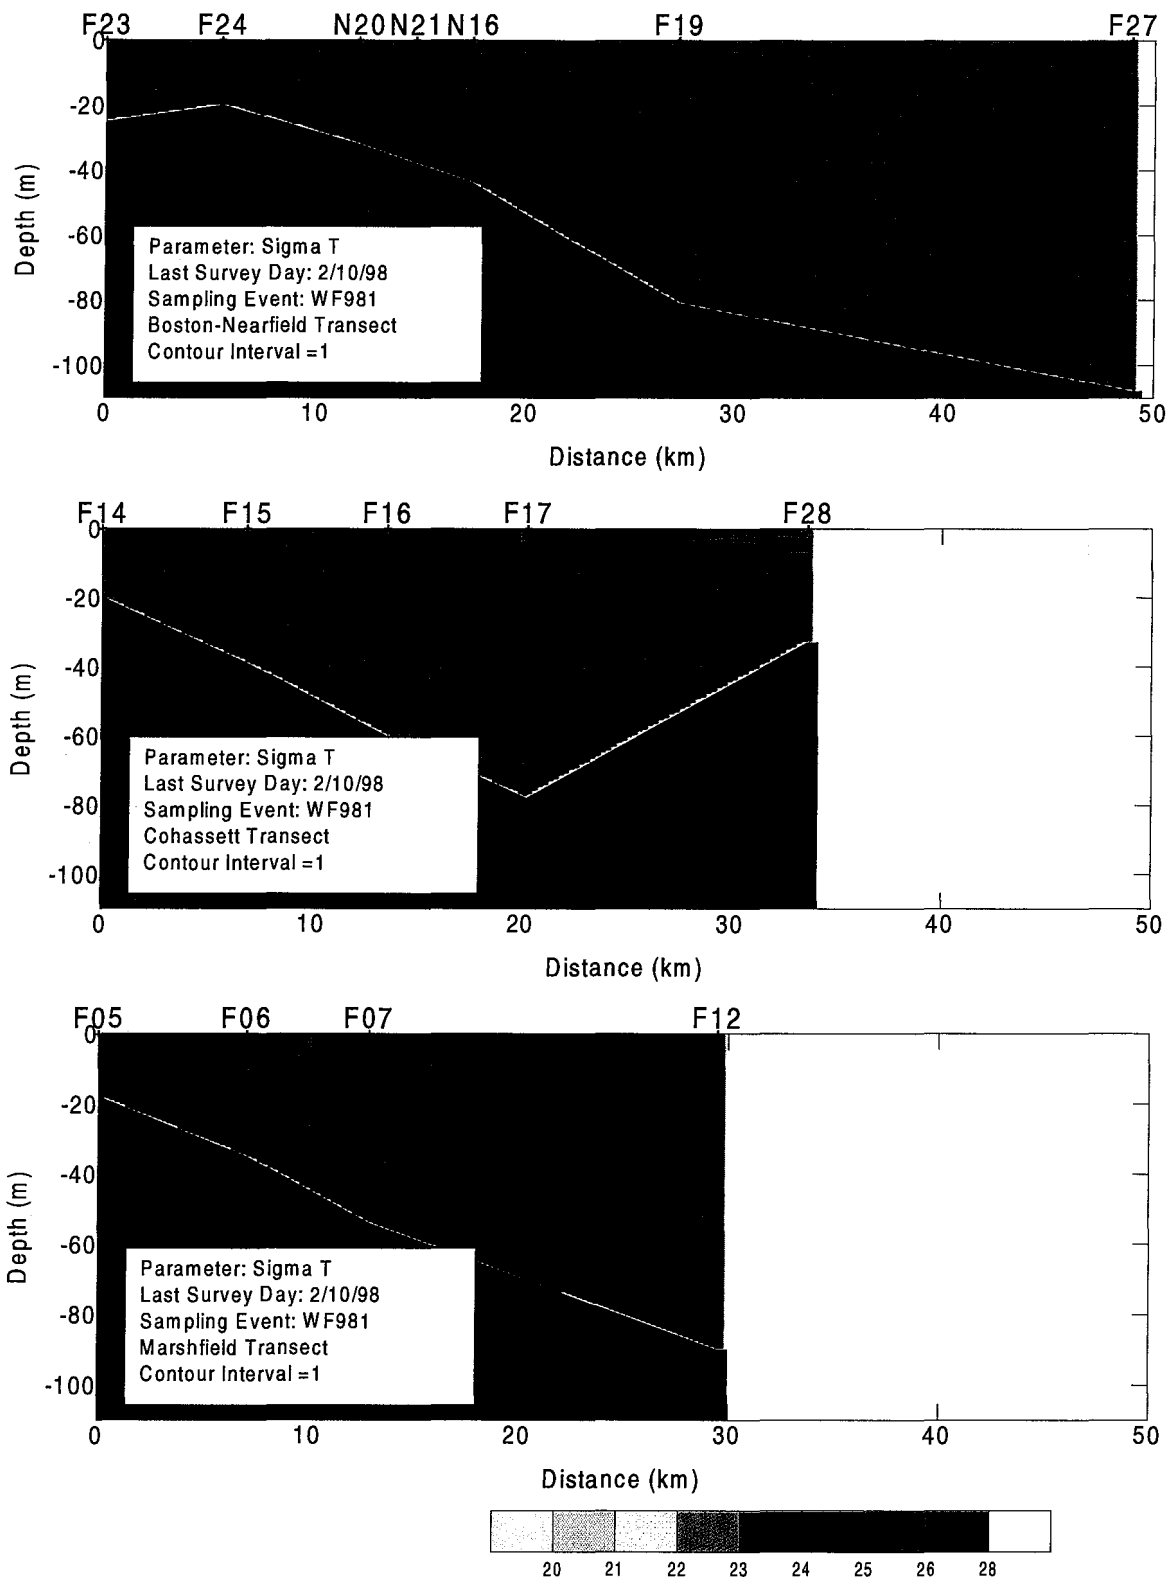 F23 F24 N20 N21 N16 F19 F27
0
-20
-40
-60
-80
-100
Depth (m)
Parameter: Sigma T
Last Survey Day: 2/10/98
Sampling Event: WF981
Boston-Nearfield Transect
Contour Interval =1
0 10 20 30 40 50
Distance (km)
F14 F15 F16 F17 F28
0
-20
-40
-60
-80
-100
Depth (m)
Parameter: Sigma T
Last Survey Day: 2/10/98
Sampling Event: WF981
Cohassett Transect
Contour Interval =1
0 10 20 30 40 50
Distance (km)
F05 F06 F07 F12
0
-20
-40
-60
-80
-100
Depth (m)
Parameter: Sigma T
Last Survey Day: 2/10/98
Sampling Event: WF981
Marshfield Transect
Contour Interval =1
0 10 20 30 40 50
Distance (km)
20 21 22 23 24 25 26 28